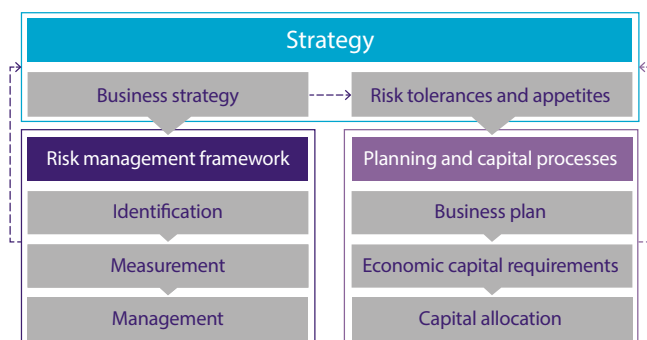 Strategy
Business strategy
Risk tolerances and appetites
Risk management framework
Identification
Measurement
Management
Planning and capital processes
Business plan
Economic capital requirements
Capital allocation